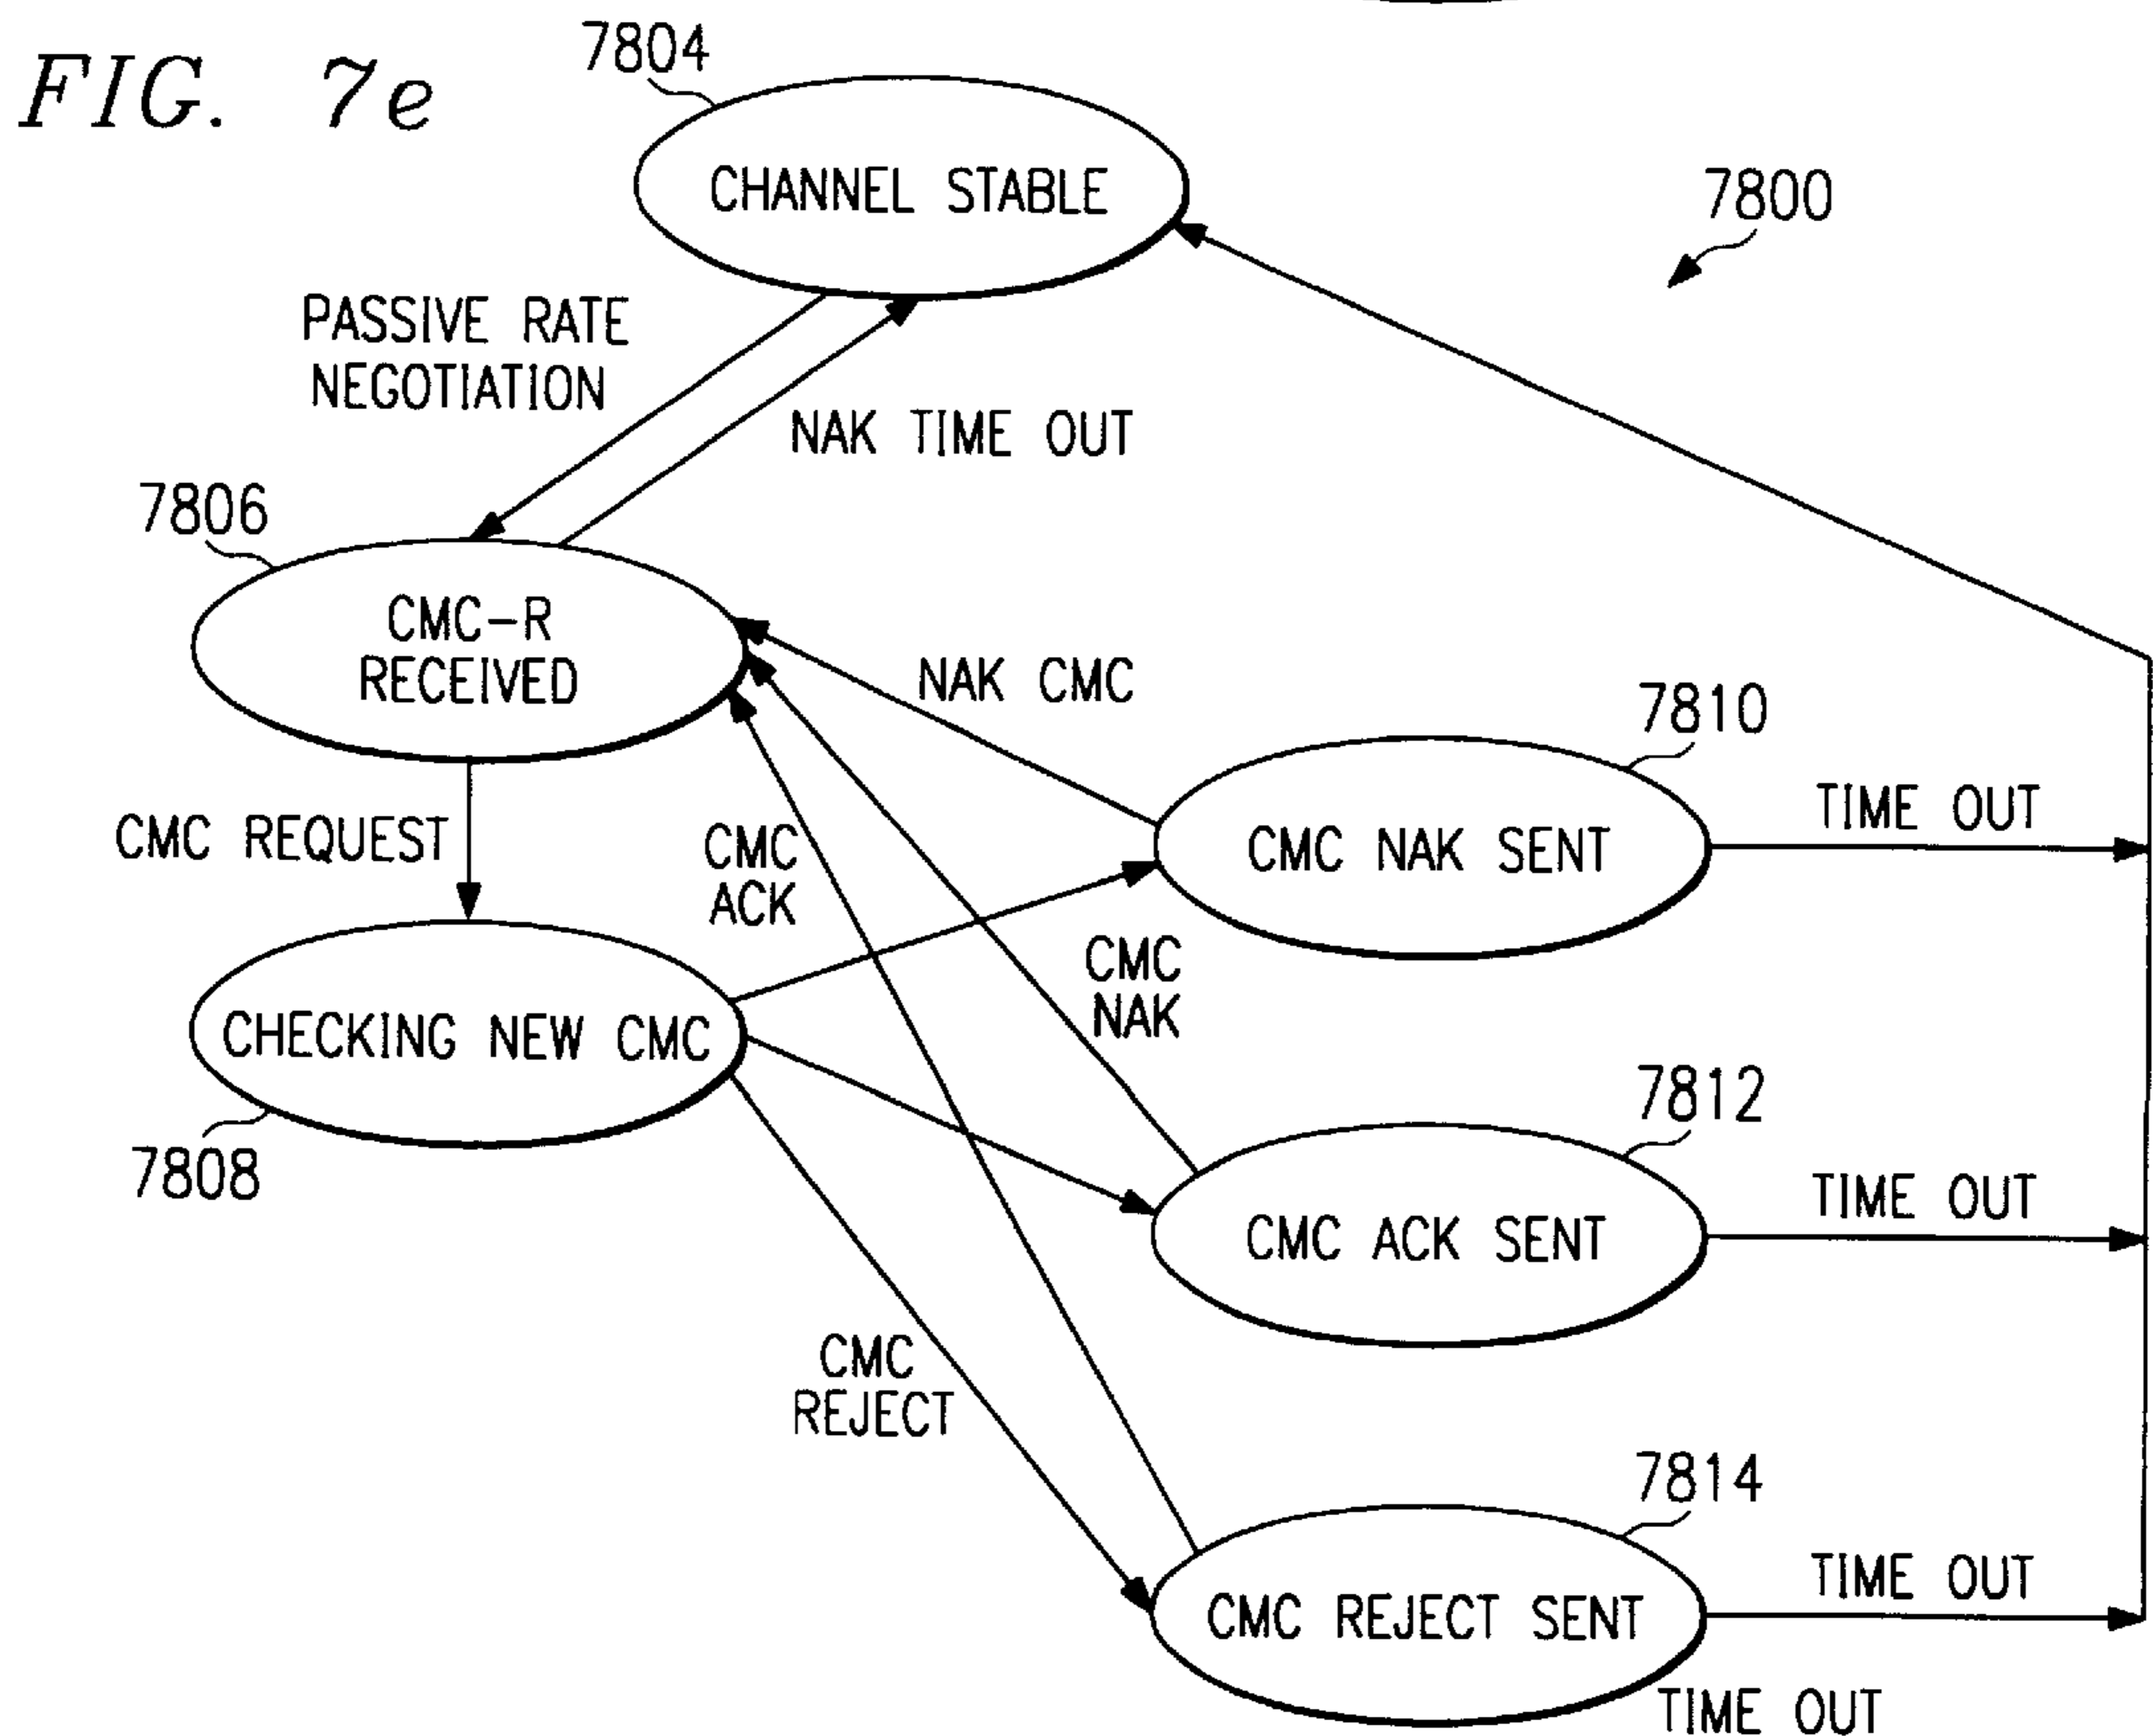 FIG. 7e
7804
CHANNEL STABLE
7800
PASSIVE RATE
NEGOTIATION
NAK TIME OUT
7806
CMC-R
RECEIVED
NAK CMC
7810
CMC REQUEST
CMC
ACK
CMC NAK SENT
TIME OUT
CMC
NAK
CHECKING NEW CMC
7808
7812
CMC ACK SENT
TIME OUT
CMC
REJECT
7814
CMC REJECT SENT
TIME OUT
TIME OUT